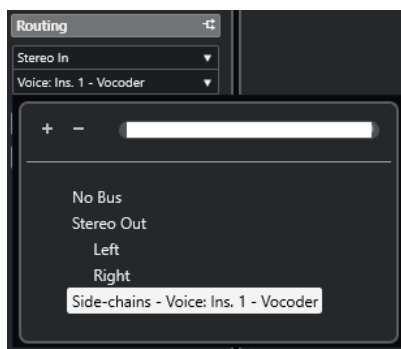 Routing
Stereo In
Voice: Ins. 1 - Vocoder
+ −
No Bus
Stereo Out
Left
Right
Side-chains - Voice: Ins. 1 - Vocoder